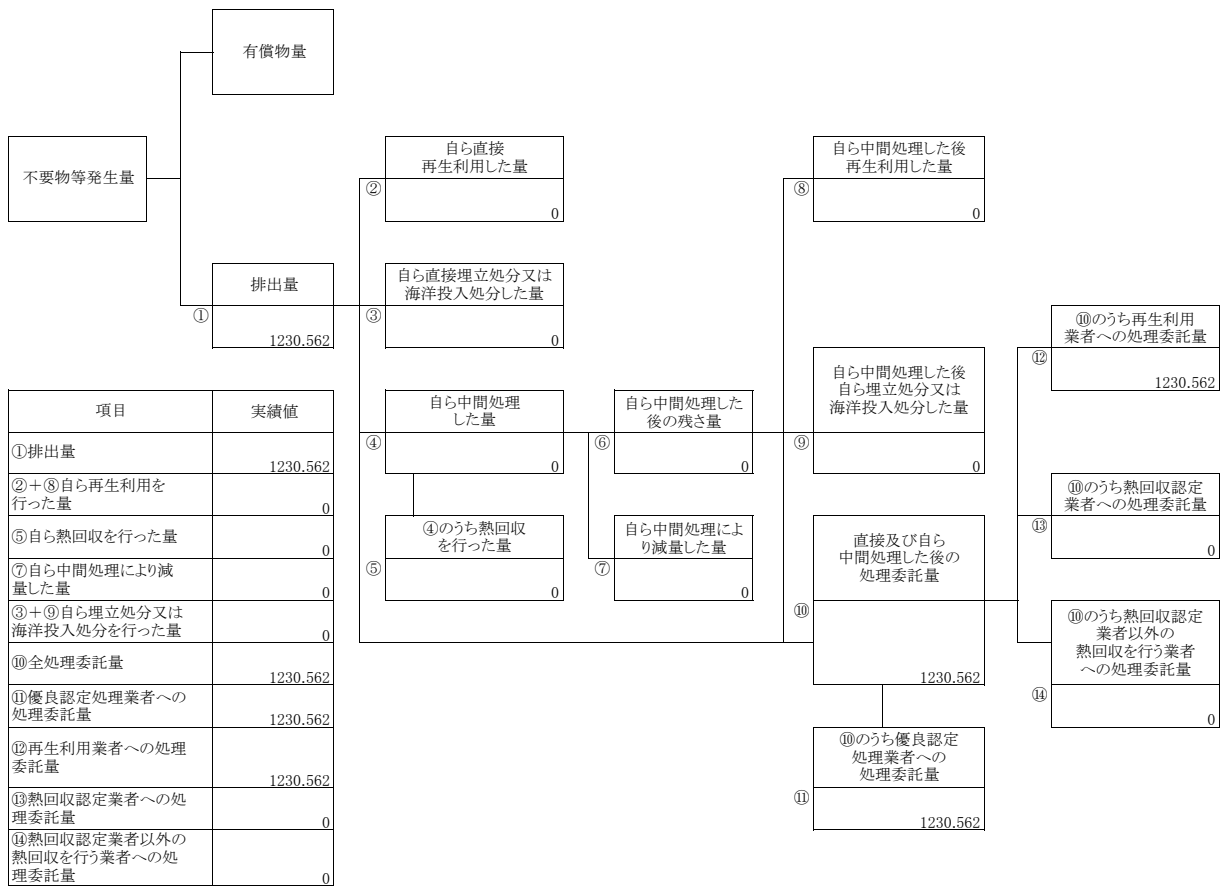 有償物量
不要物等発生量
自ら直接
再生利用した量
②
0
自ら中間処理した後
再生利用した量
⑧
0
排出量
①
1230.562
自ら直接埋立処分又は
海洋投入処分した量
③
0
⑩のうち再生利用
業者への処理委託量
⑫
1230.562
自ら中間処理
した量
④
0
自ら中間処理した
後の残さ量
⑥
0
自ら中間処理した後
自ら埋立処分又は
海洋投入処分した量
⑨
0
⑩のうち熱回収認定
業者への処理委託量
⑬
0
④のうち熱回収
を行った量
⑤
0
自ら中間処理によ
り減量した量
⑦
0
直接及び自ら
中間処理した後の
処理委託量
⑩
1230.562
⑩のうち熱回収認定
業者以外の
熱回収を行う業者
への処理委託量
⑭
0
⑩のうち優良認定
処理業者への
処理委託量
⑪
1230.562
項目 実績値
①排出量 1230.562
②+⑧自ら再生利用を
行った量 0
⑤自ら熱回収を行った量 0
⑦自ら中間処理により減
量した量 0
③+⑨自ら埋立処分又は
海洋投入処分を行った量 0
⑩全処理委託量 1230.562
⑪優良認定処理業者への
処理委託量 1230.562
⑫再生利用業者への処理
委託量 1230.562
⑬熱回収認定業者への処
理委託量 0
⑭熱回収認定業者以外の
熱回収を行う業者への処
理委託量 0